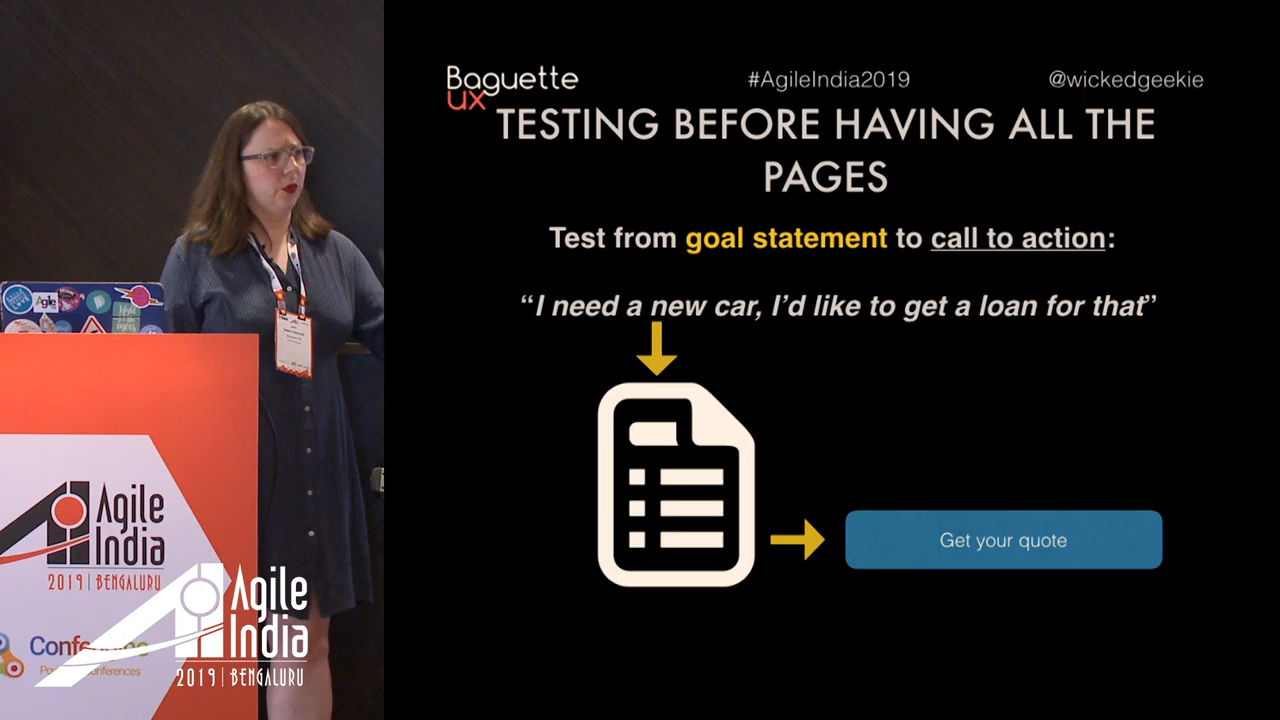 Baguette
ux
#AgileIndia2019
@wickedgeekie
TESTING BEFORE HAVING ALL THE
PAGES
Test from goal statement to call to action:
“I need a new car, I’d like to get a loan for that”
Get your quote
Agile
Agile
India
2019 | BENGALURU
Agile
India
2019 | BENGALURU